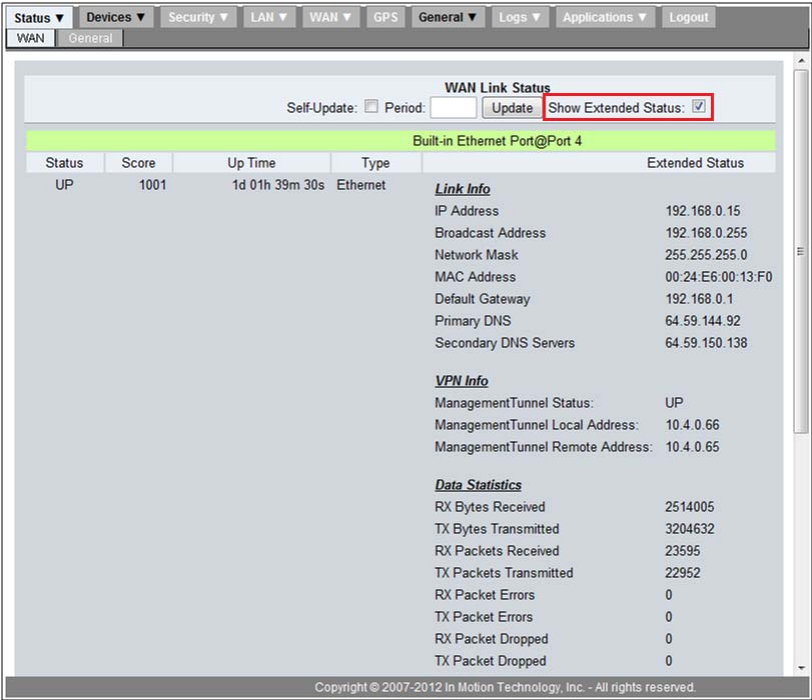 Status ▼ Devices ▼ Security ▼ LAN ▼ WAN ▼ GPS General ▼ Logs ▼ Applications ▼ Logout
WAN General
WAN Link Status
Self-Update: Period: Update Show Extended Status:
Built-in Ethernet Port@Port 4
Status Score Up Time Type Extended Status
UP 1001 1d 01h 39m 30s Ethernet
Link Info
IP Address 192.168.0.15
Broadcast Address 192.168.0.255
Network Mask 255.255.255.0
MAC Address 00:24:E6:00:13:F0
Default Gateway 192.168.0.1
Primary DNS 64.59.144.92
Secondary DNS Servers 64.59.150.138
VPN Info
ManagementTunnel Status: UP
ManagementTunnel Local Address: 10.4.0.66
ManagementTunnel Remote Address: 10.4.0.65
Data Statistics
RX Bytes Received 2514005
TX Bytes Transmitted 3204632
RX Packets Received 23595
TX Packets Transmitted 22952
RX Packet Errors 0
TX Packet Errors 0
RX Packet Dropped 0
TX Packet Dropped 0
Copyright © 2007-2012 In Motion Technology, Inc. - All rights reserved.